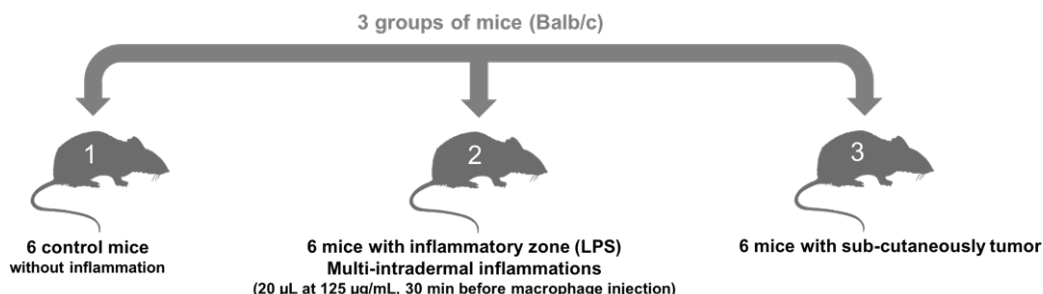 3 groups of mice (Balb/c)
1
2
3
6 control mice
without inflammation
6 mice with inflammatory zone (LPS)
Multi-intradermal inflammations
(20 µL at 125 µg/mL, 30 min before macrophage injection)
6 mice with sub-cutaneously tumor